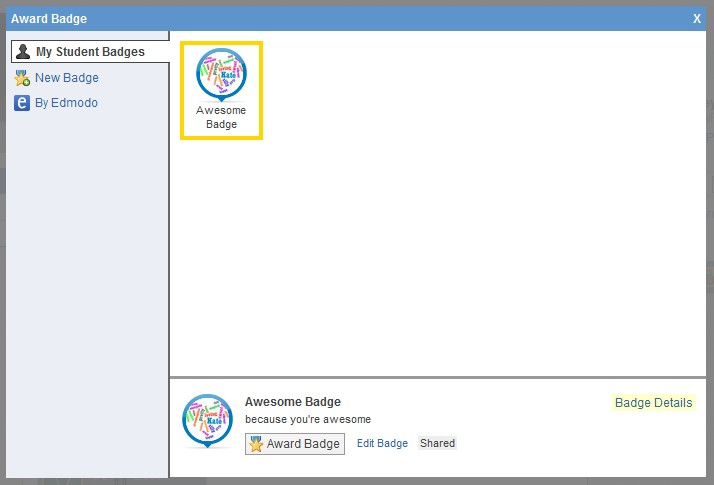 Award Badge
X
My Student Badges
New Badge
By Edmodo
Awesome
Badge
Awesome Badge
because you're awesome
Award Badge
Edit Badge
Shared
Badge Details